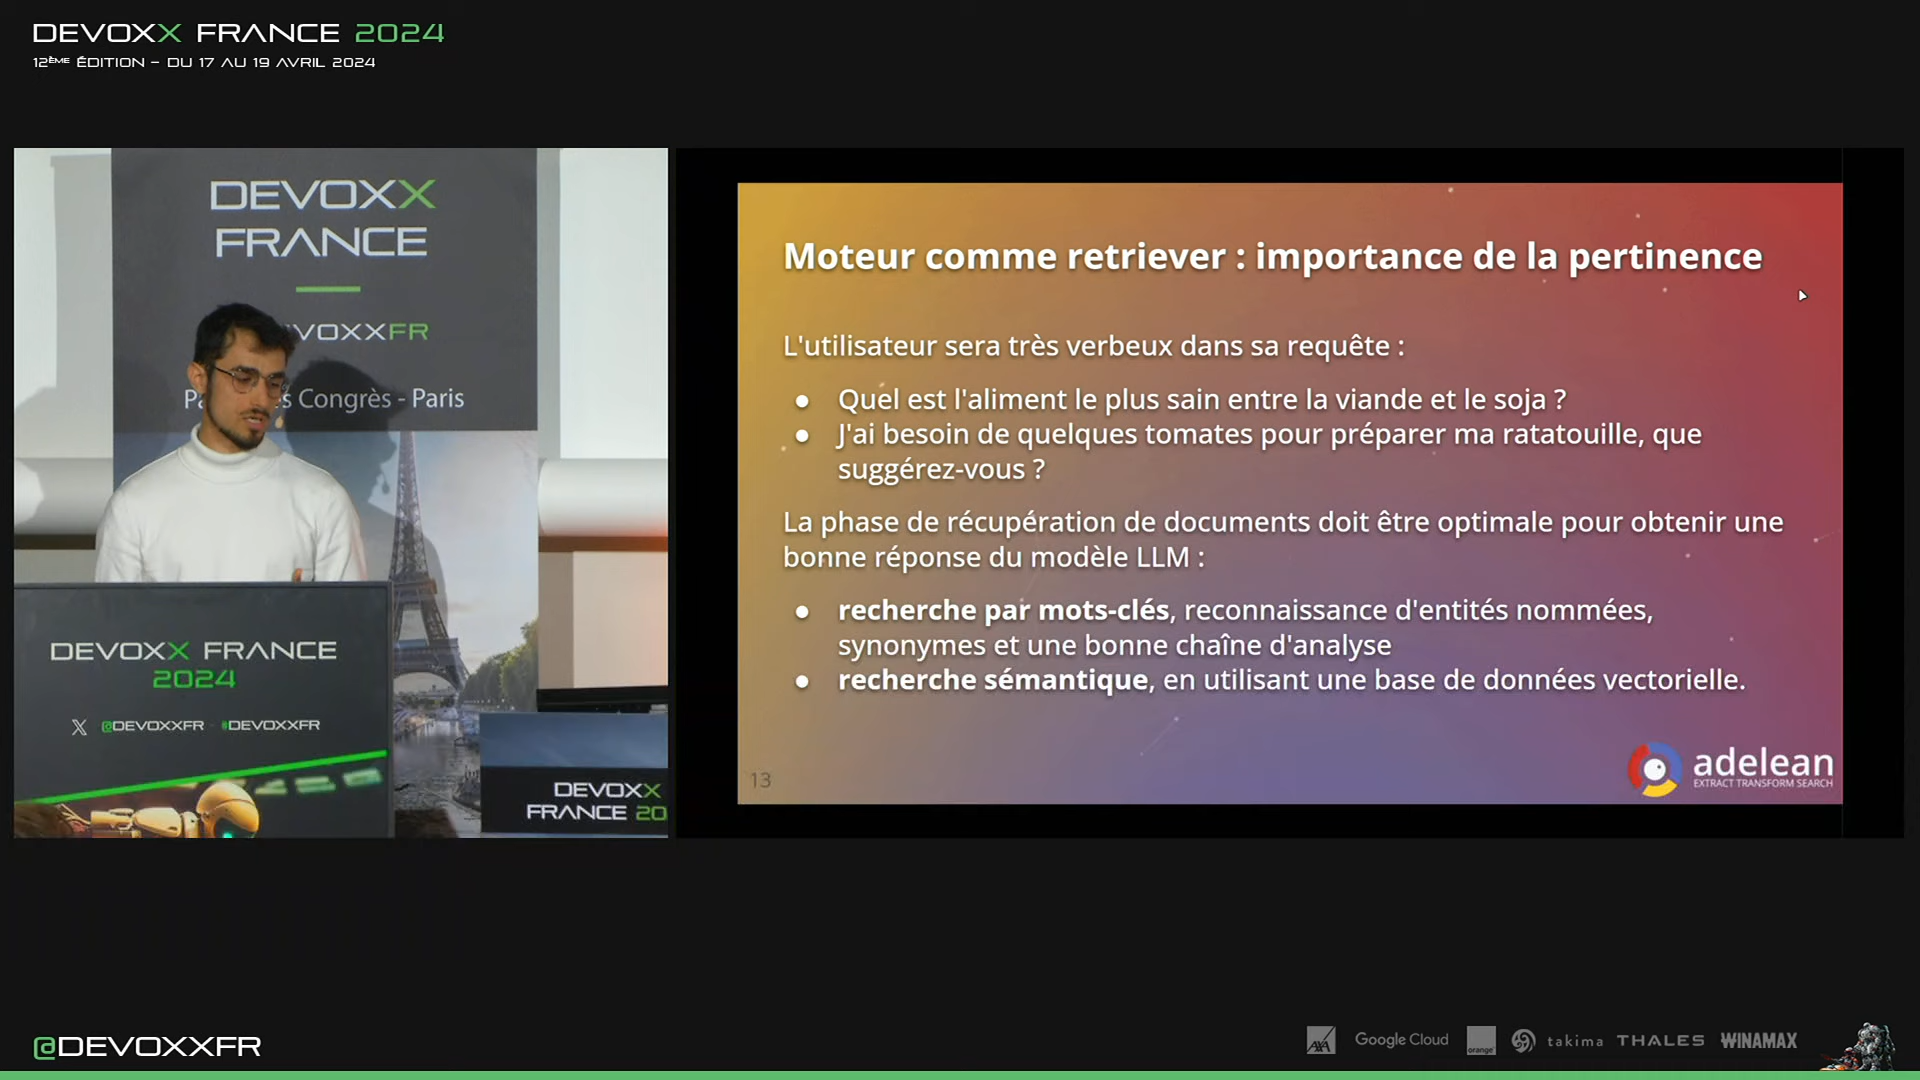 DEVOXX FRANCE 2024
12ÈME ÉDITION – DU 17 AU 19 AVRIL 2024
DEVOXX
FRANCE
VOXXFR
s Congrès - Paris
DEVOXX FRANCE
2024
@DEVOXXFR - #DEVOXXFR
DEVOXX
FRANCE 20
Moteur comme retriever : importance de la pertinence
L'utilisateur sera très verbeux dans sa requête :
● Quel est l'aliment le plus sain entre la viande et le soja ?
● J'ai besoin de quelques tomates pour préparer ma ratatouille, que
suggérez-vous ?
La phase de récupération de documents doit être optimale pour obtenir une
bonne réponse du modèle LLM :
● recherche par mots-clés, reconnaissance d'entités nommées,
synonymes et une bonne chaîne d'analyse
● recherche sémantique, en utilisant une base de données vectorielle.
13
adelean
EXTRACT TRANSFORM SEARCH
@DEVOXXFR
AXA Google Cloud orange takima THALES WINAMAX